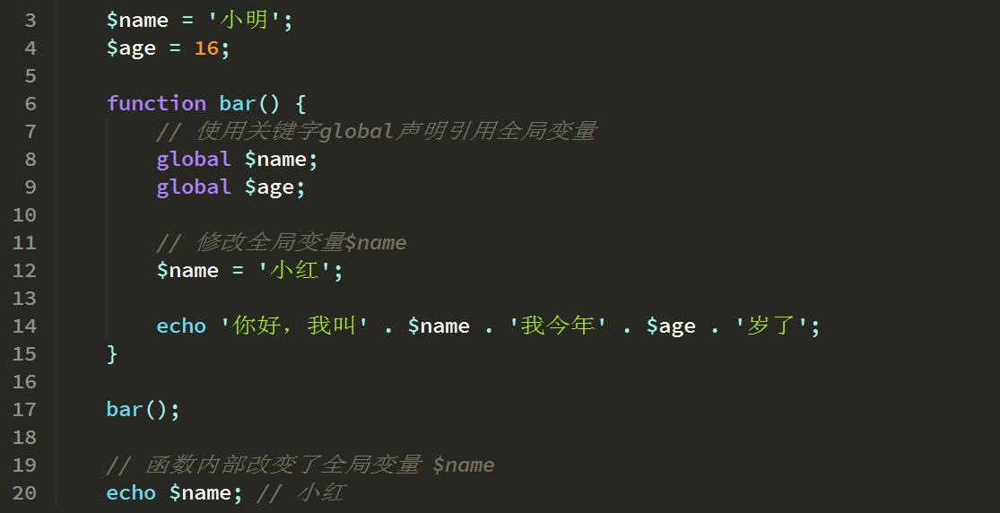 3 $name = '小明';
4 $age = 16;
5
6 function bar() {
7 // 使用关键字global声明引用全局变量
8 global $name;
9 global $age;
10
11 // 修改全局变量$name
12 $name = '小红';
13
14 echo '你好，我叫' . $name . '我今年' . $age . '岁了';
15 }
16
17 bar();
18
19 // 函数内部改变了全局变量 $name
20 echo $name; // 小红